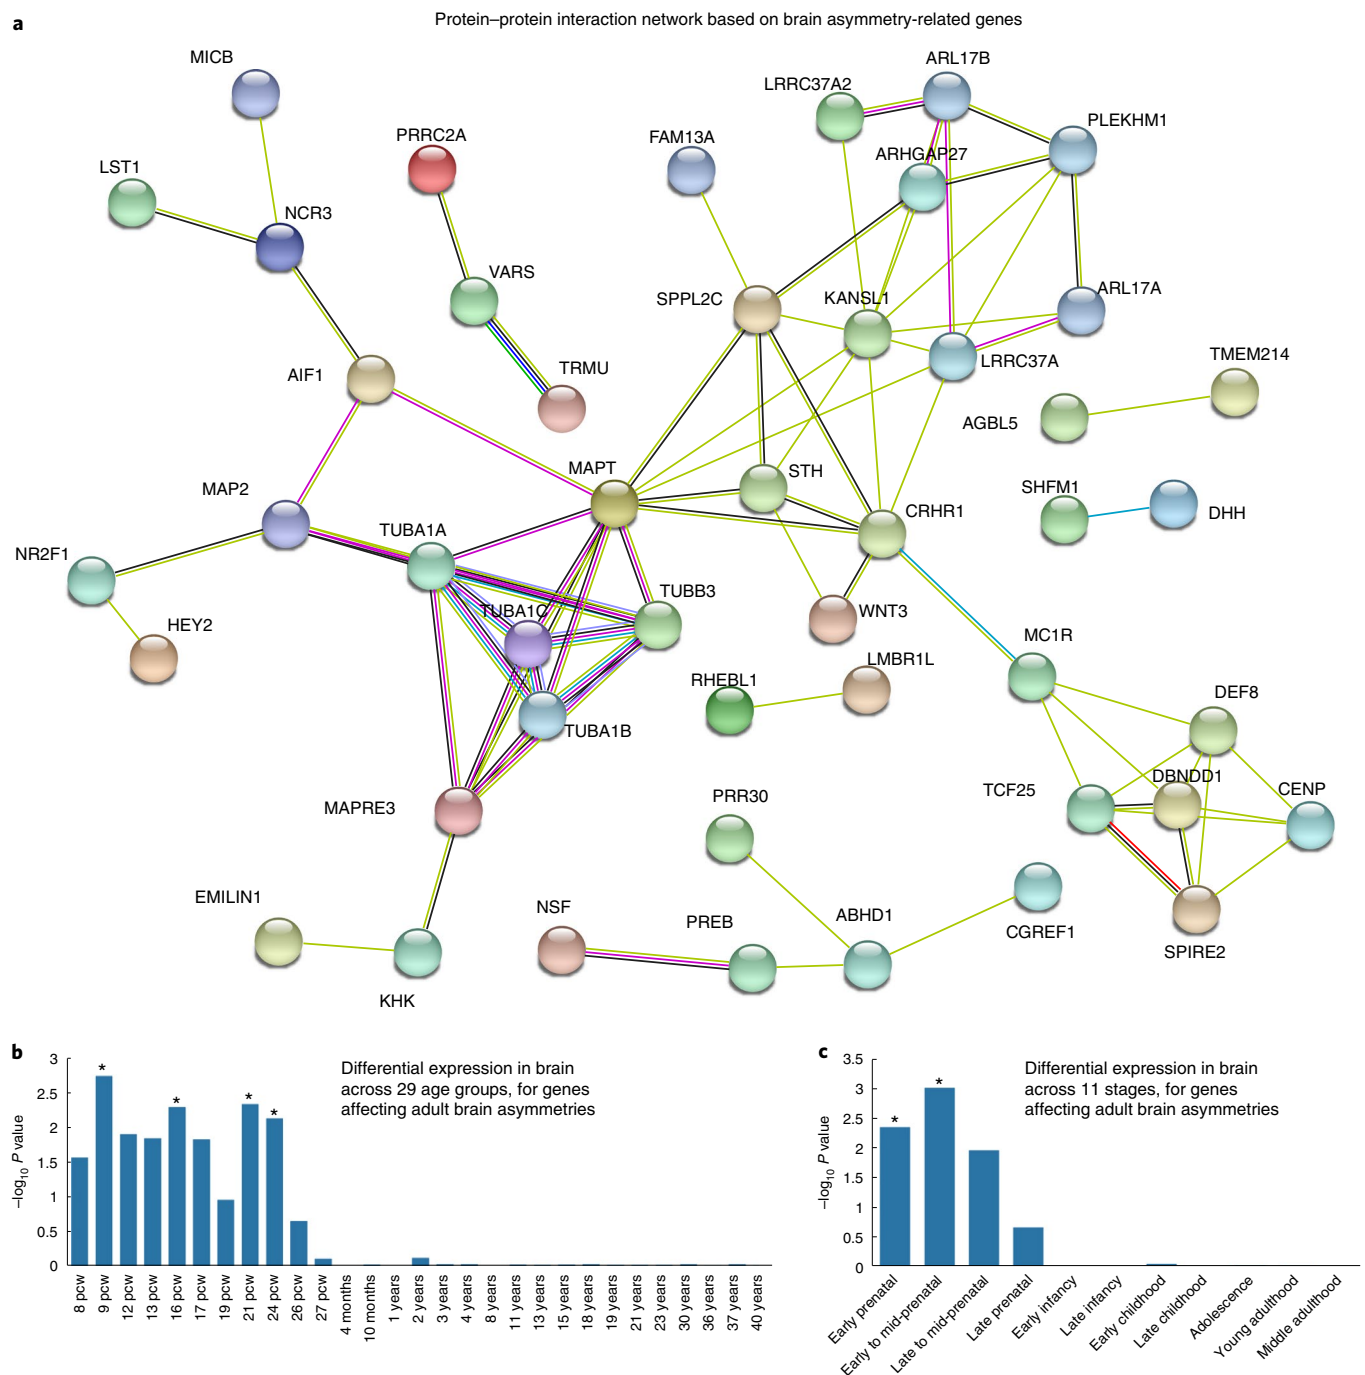 a
Protein–protein interaction network based on brain asymmetry-related genes
MICB
ARL17B
LRRC37A2
PLEKHM1
PRRC2A
FAM13A
ARHGAP27
LST1
NCR3
VARS
SPPL2C
KANSL1
ARL17A
AIF1
TRMU
LRRC37A
TMEM214
AGBL5
MAPT
STH
MAP2
SHFM1
CRHR1
DHH
TUBA1A
NR2F1
TUBB3
TUBA1C
WNT3
HEY2
MC1R
LMBR1L
RHEBL1
DEF8
TUBA1B
DBNDD1
TCF25
CENP
PRR30
MAPRE3
EMILIN1
NSF
PREB
ABHD1
CGREF1
SPIRE2
KHK
b
Differential expression in brain
across 29 age groups, for genes
affecting adult brain asymmetries
–log10 P value
3
2.5
2
1.5
1
0.5
0
*
*
*
*
8 pcw
9 pcw
12 pcw
13 pcw
16 pcw
17 pcw
19 pcw
21 pcw
24 pcw
26 pcw
27 pcw
4 months
10 months
1 years
2 years
3 years
4 years
8 years
11 years
13 years
15 years
18 years
19 years
21 years
23 years
30 years
36 years
37 years
40 years
c
Differential expression in brain
across 11 stages, for genes
affecting adult brain asymmetries
–log10 P value
3.5
3
2.5
2
1.5
1
0.5
0
*
*
Early prenatal
Early to mid-prenatal
Late to mid-prenatal
Late prenatal
Early infancy
Late infancy
Early childhood
Late childhood
Adolescence
Young adulthood
Middle adulthood